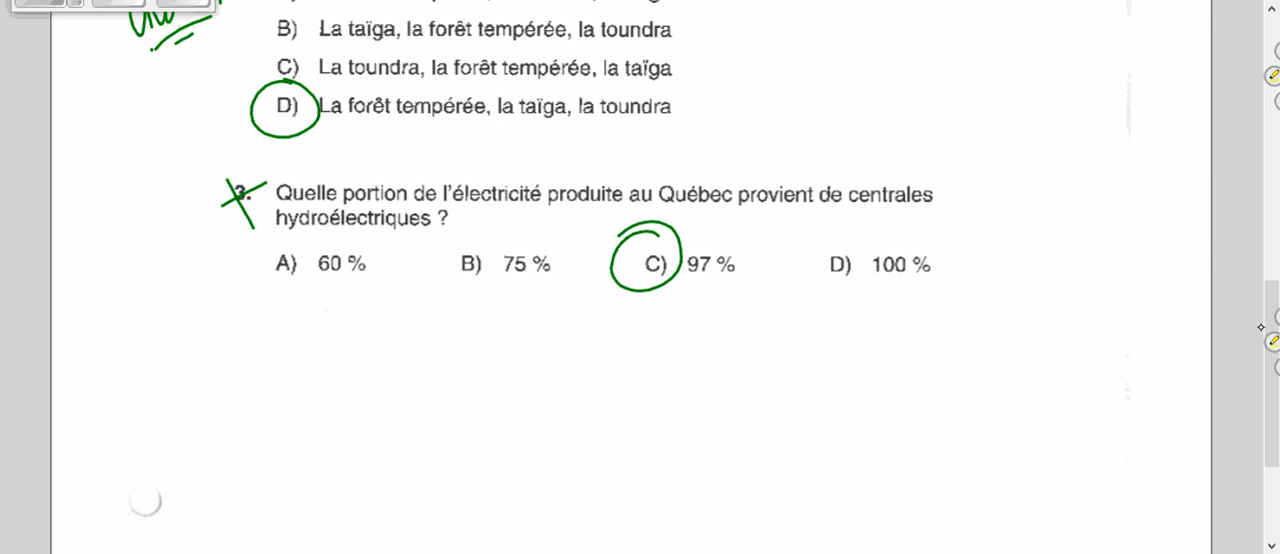 B) La taïga, la forêt tempérée, la toundra
C) La toundra, la forêt tempérée, la taïga
D) La forêt tempérée, la taïga, la toundra
3. Quelle portion de l'électricité produite au Québec provient de centrales
hydroélectriques ?
A) 60 % B) 75 % C) 97 % D) 100 %